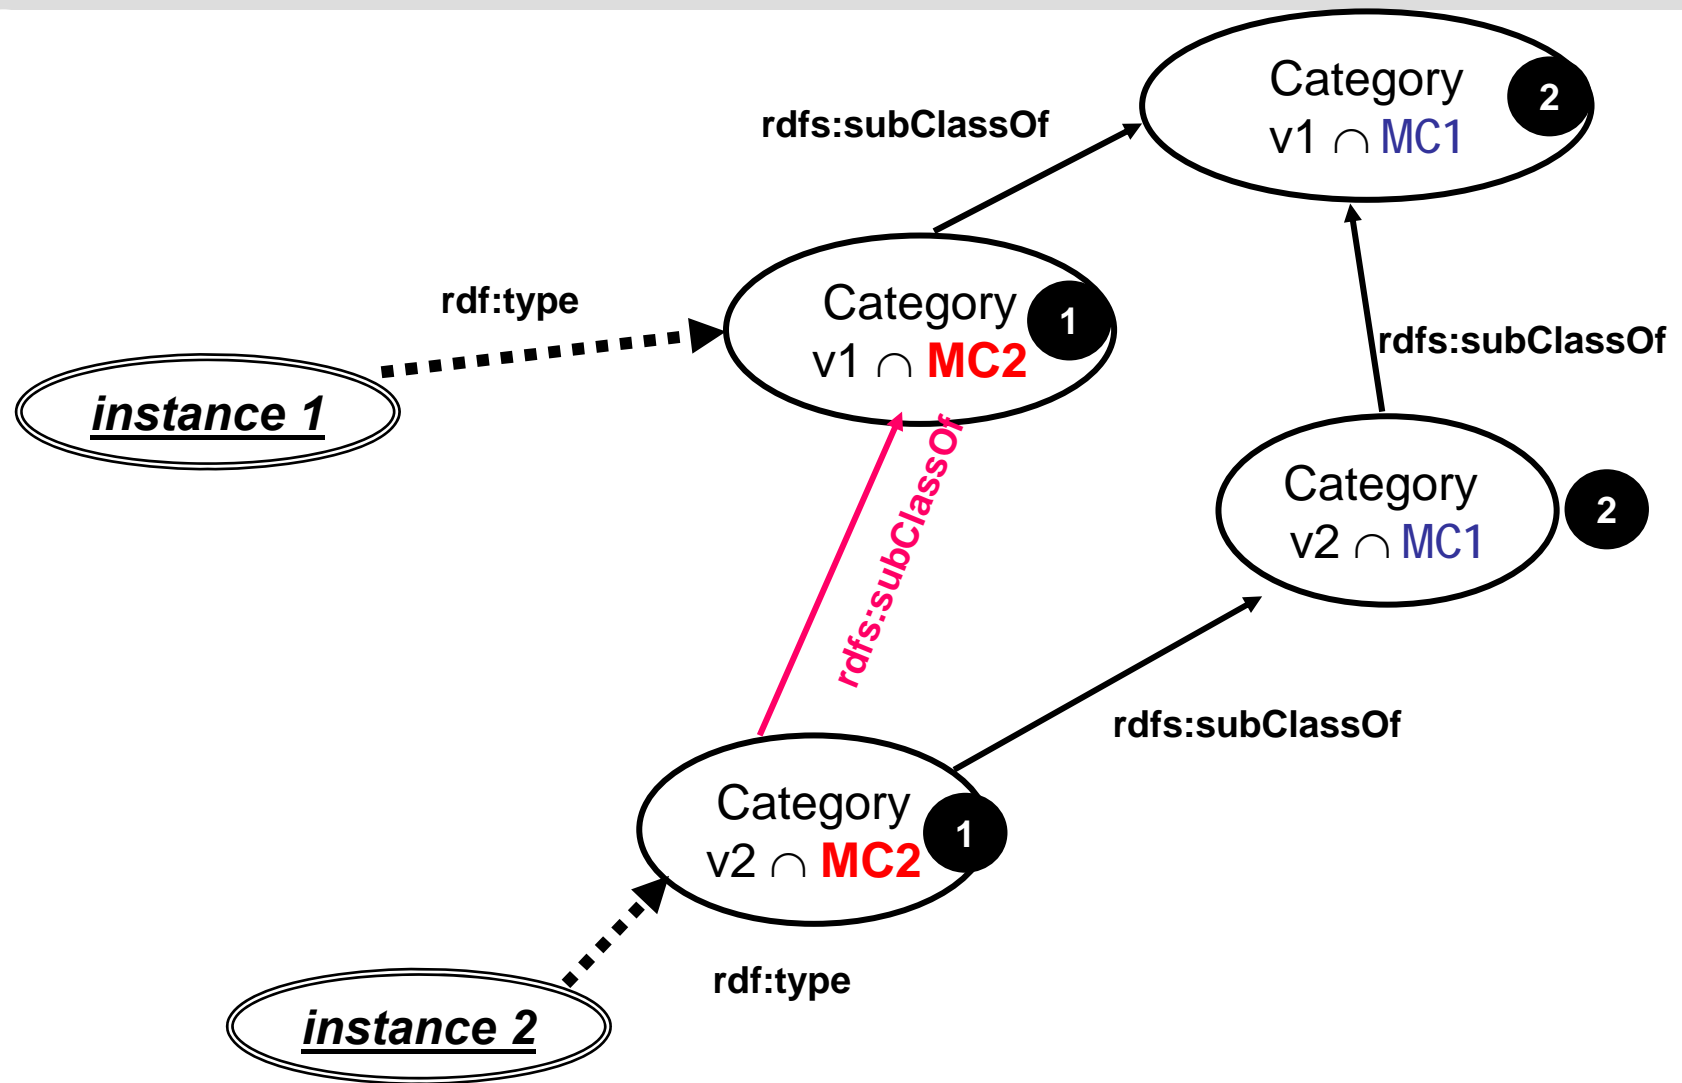 Category
v1 ∩ MC1
2
rdfs:subClassOf
rdf:type
Category
v1 ∩ MC2
1
rdfs:subClassOf
instance 1
rdfs:subClassOf
Category
v2 ∩ MC1
2
rdfs:subClassOf
Category
v2 ∩ MC2
1
rdf:type
instance 2